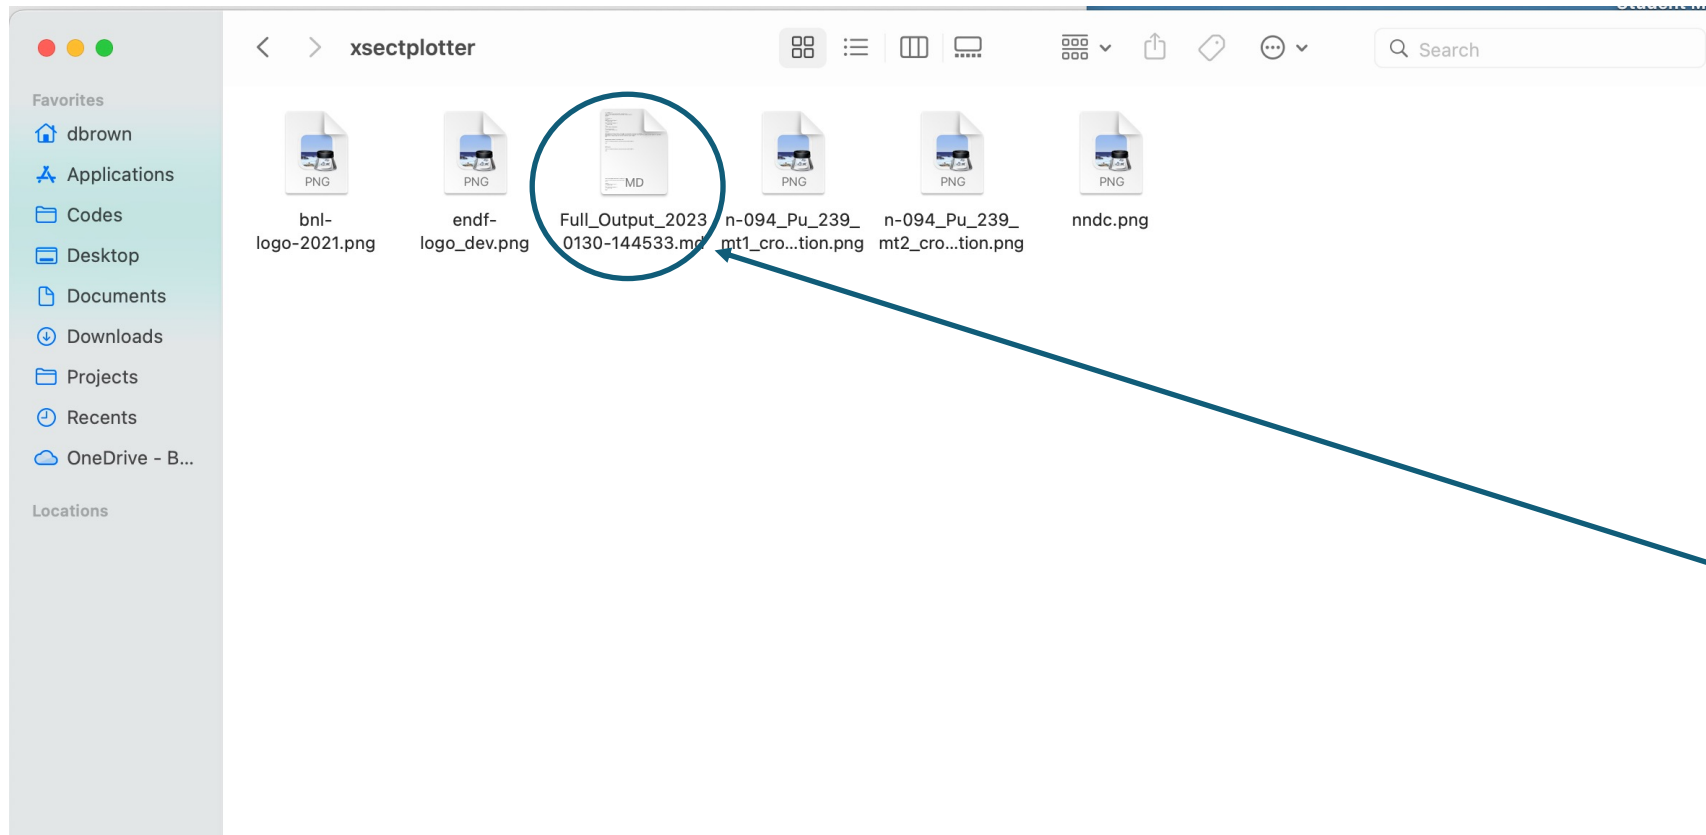 xsectplotter
Search
Favorites
dbrown
Applications
Codes
Desktop
Documents
Downloads
Projects
Recents
OneDrive - B...
Locations
PNG
bnl-
logo-2021.png
PNG
endf-
logo_dev.png
MD
Full_Output_2023
0130-144533.md
PNG
n-094_Pu_239_
mt1_cro...tion.png
PNG
n-094_Pu_239_
mt2_cro...tion.png
PNG
nndc.png